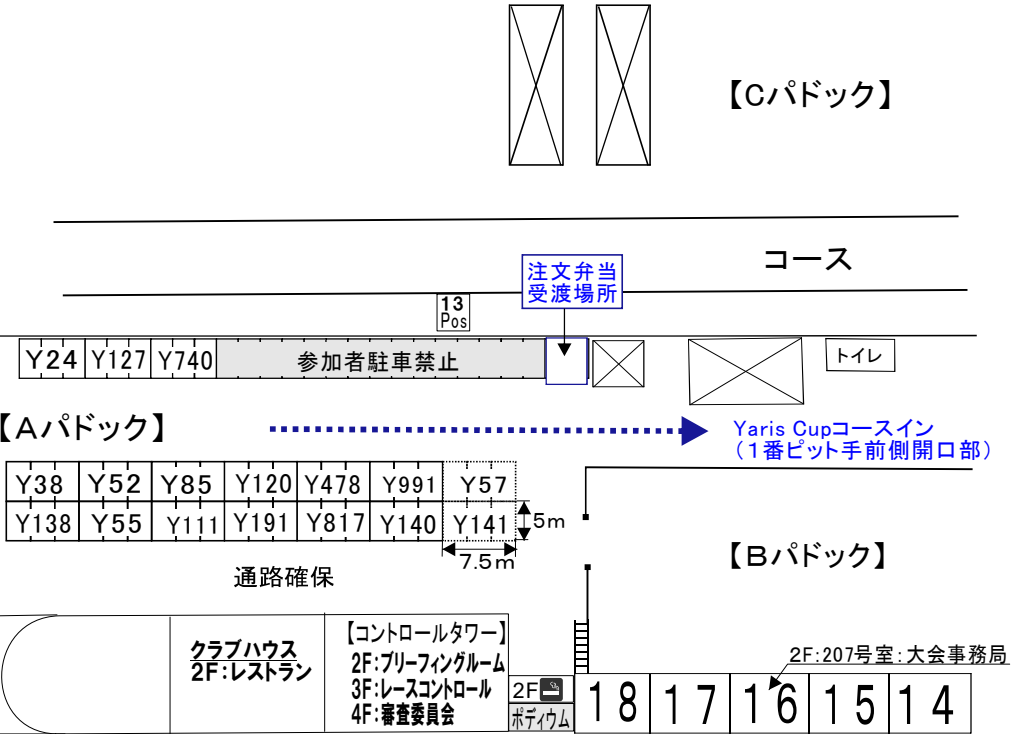 【Cパドック】
コース
注文弁当
受渡場所
13
Pos
Y24 Y127 Y740 参加者駐車禁止
トイレ
【Aパドック】
Yaris Cupコースイン
(1番ピット手前側開口部)
Y38 Y52 Y85 Y120 Y478 Y991 Y57
Y138 Y55 Y111 Y191 Y817 Y140 Y141
5m
7.5m
通路確保
【Bパドック】
クラブハウス
2F:レストラン
【コントロールタワー】
2F:ブリーフィングルーム
3F:レースコントロール
4F:審査委員会
2F
ポディウム
2F:207号室:大会事務局
18 17 16 15 14